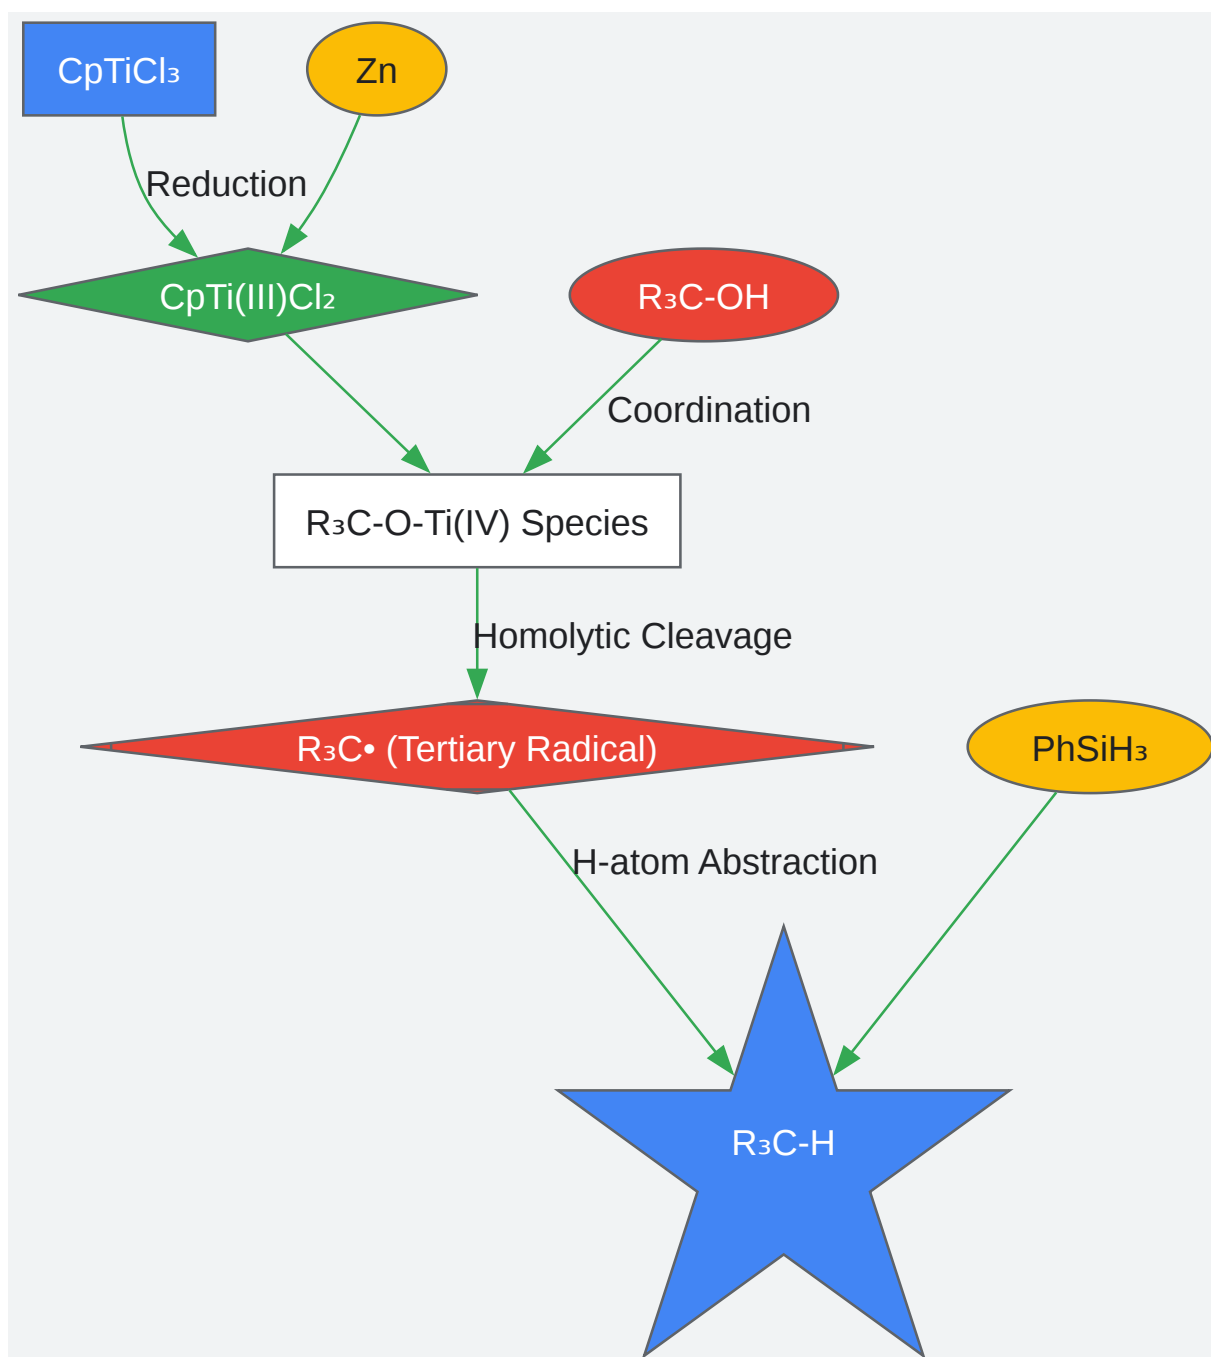 CpTiCl₃
Zn
Reduction
CpTi(III)Cl₂
R₃C-OH
Coordination
R₃C-O-Ti(IV) Species
Homolytic Cleavage
R₃C• (Tertiary Radical)
PhSiH₃
H-atom Abstraction
R₃C-H